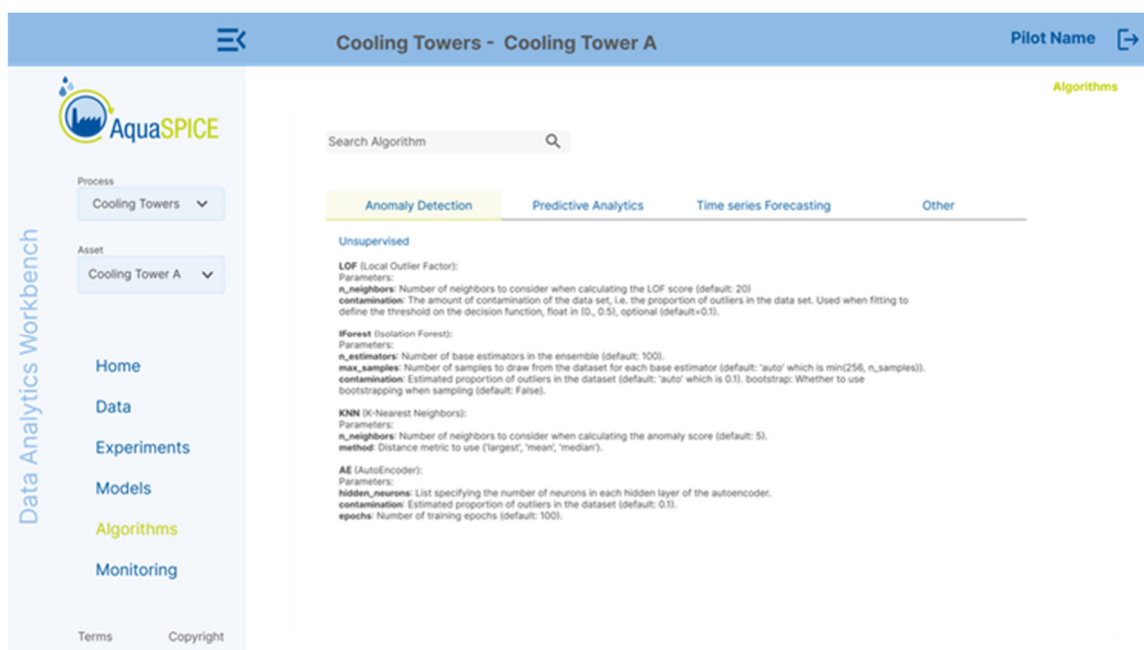 Cooling Towers - Cooling Tower A
Pilot Name
Algorithms
AquaSPICE
Process
Cooling Towers
Asset
Cooling Tower A
Data Analytics Workbench
Home
Data
Experiments
Models
Algorithms
Monitoring
Terms
Copyright
Search Algorithm
Anomaly Detection
Predictive Analytics
Time series Forecasting
Other
Unsupervised
LOF (Local Outlier Factor):
Parameters:
n_neighbors: Number of neighbors to consider when calculating the LOF score (default: 20)
contamination: The amount of contamination of the data set, i.e. the proportion of outliers in the data set. Used when fitting to
define the threshold on the decision function, float in (0., 0.5), optional (default=0.1).
IForest (Isolation Forest):
Parameters:
n_estimators: Number of base estimators in the ensemble (default: 100).
max_samples: Number of samples to draw from the dataset for each base estimator (default: 'auto' which is min(256, n_samples)).
contamination: Estimated proportion of outliers in the dataset (default: 'auto' which is 0.1). bootstrap: Whether to use
bootstrapping when sampling (default: False).
KNN (K-Nearest Neighbors):
Parameters:
n_neighbors: Number of neighbors to consider when calculating the anomaly score (default: 5).
method: Distance metric to use ('largest', 'mean', 'median').
AE (AutoEncoder):
Parameters:
hidden_neurons: List specifying the number of neurons in each hidden layer of the autoencoder.
contamination: Estimated proportion of outliers in the dataset (default: 0.1).
epochs: Number of training epochs (default: 100).